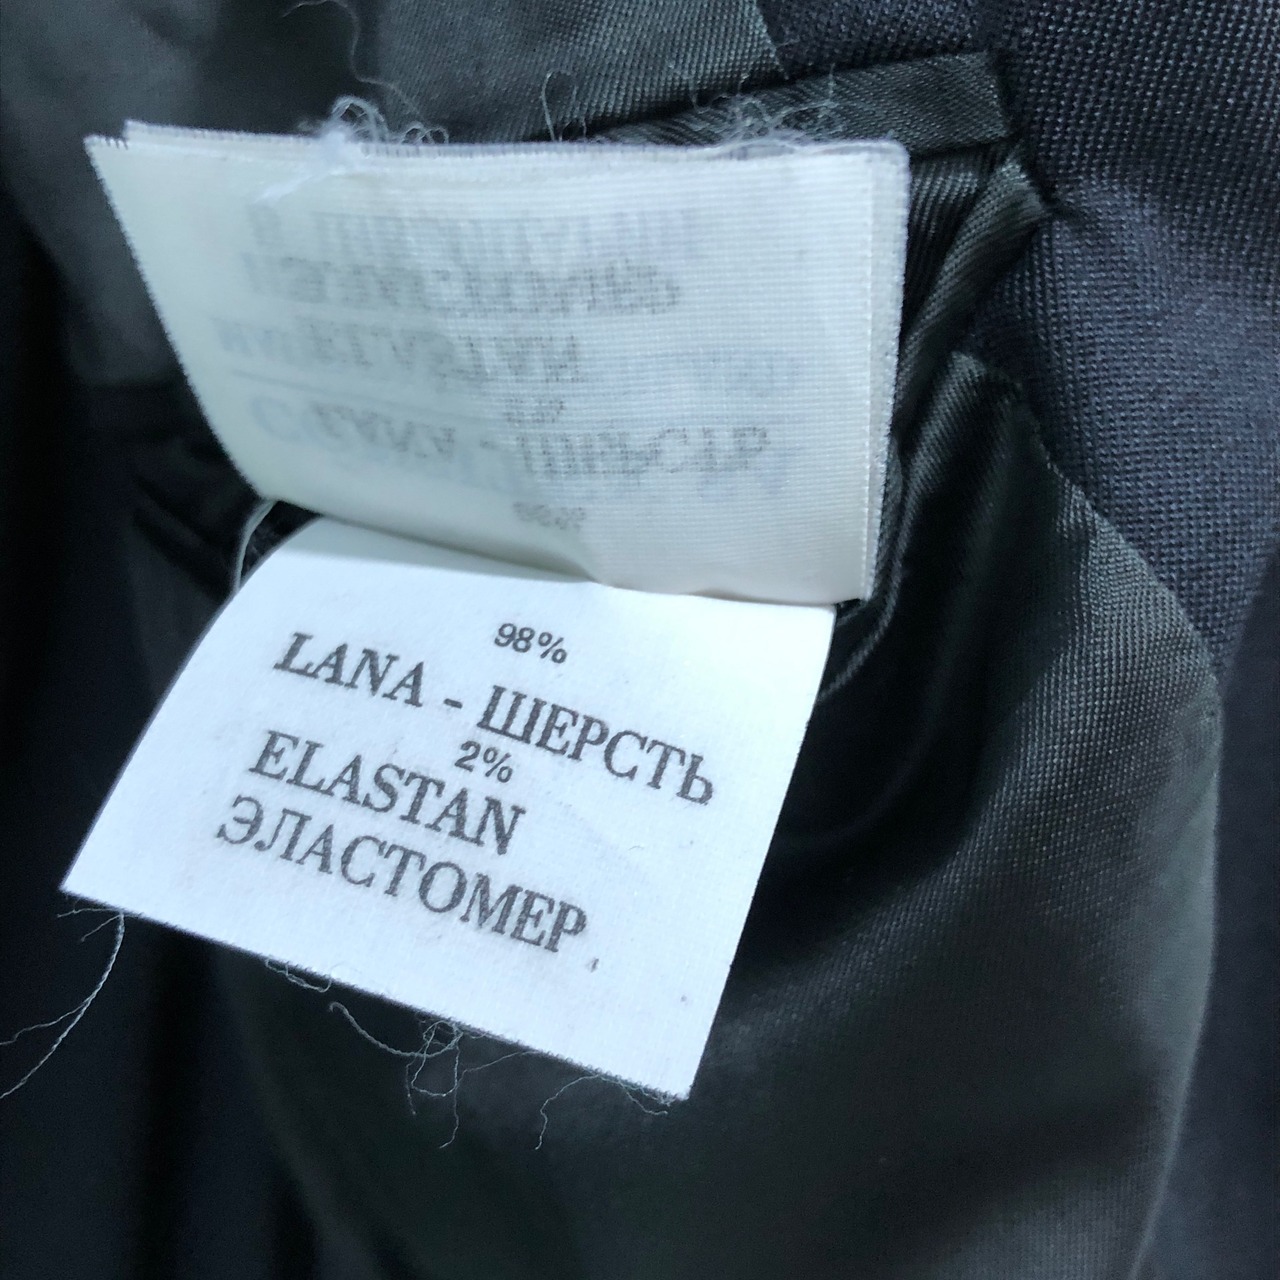 98%
LANA - ШЕРСТЬ
2%
ELASTAN
ЭЛАСТОМЕР